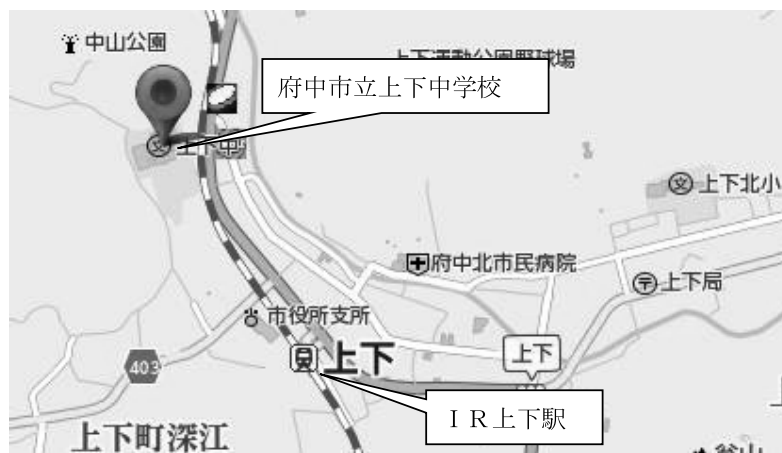 中山公園
上下運動公園野球場
府中市立上下中学校
上下中
上下北小
府中北市民病院
上下局
市役所支所
上下
上下
403
ＩＲ上下駅
上下町深江
翁山